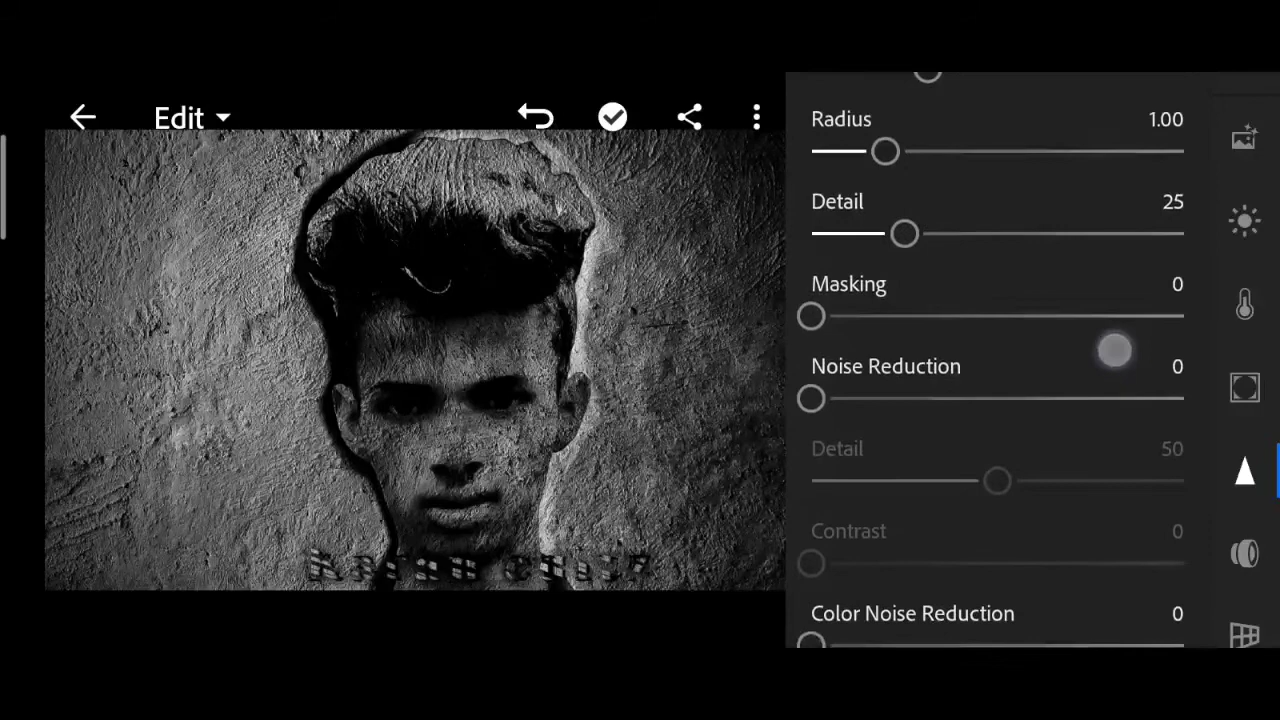 Edit
Radius 1.00
Detail 25
Masking 0
Noise Reduction 0
Detail 50
Contrast 0
Color Noise Reduction 0